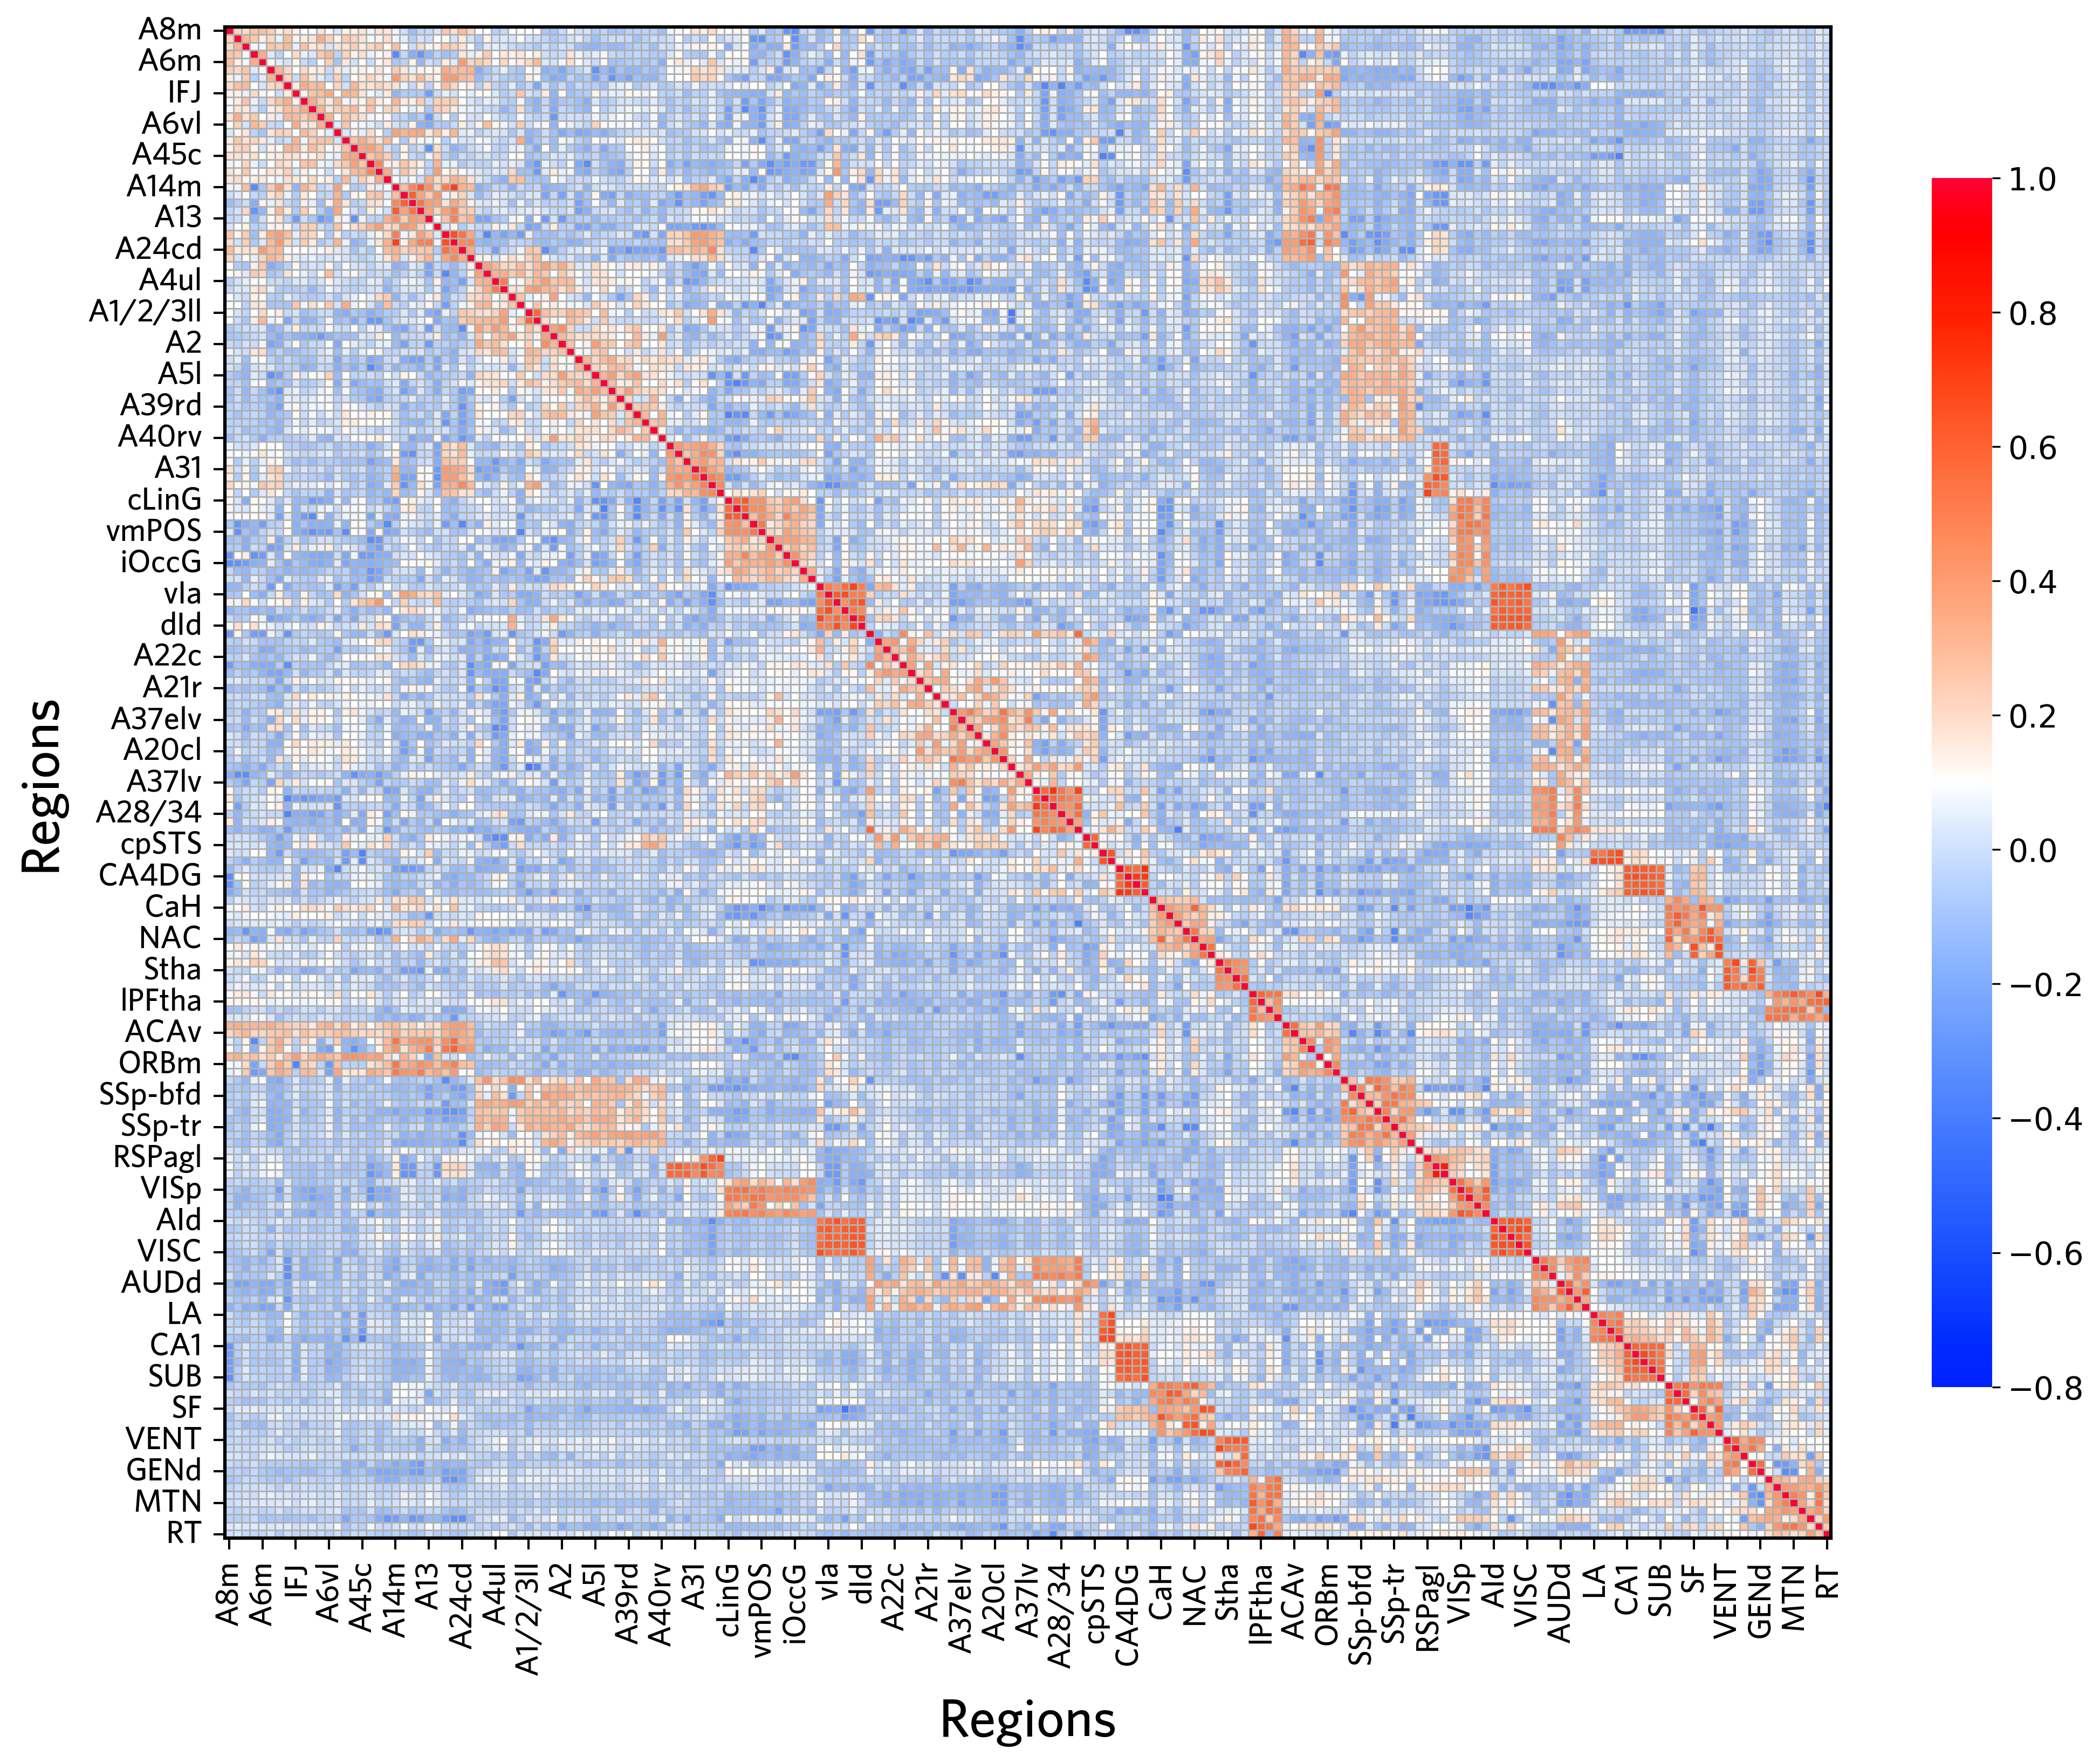 A8m
A6m
IFJ
A6vl
A45c
A14m
A13
A24cd
A4ul
A1/2/3ll
A2
A5l
A39rd
A40rv
A31
cLinG
vmPOS
iOccG
vIa
dId
A22c
A21r
A37elv
A20cl
A37lv
A28/34
cpSTS
CA4DG
CaH
NAC
Stha
lPFtha
ACAv
ORBm
SSp-bfd
SSp-tr
RSPagl
VISp
AId
VISC
AUDd
LA
CA1
SUB
SF
VENT
GENd
MTN
RT
Regions
A8m
A6m
IFJ
A6vl
A45c
A14m
A13
A24cd
A4ul
A1/2/3ll
A2
A5l
A39rd
A40rv
A31
cLinG
vmPOS
iOccG
vIa
dId
A22c
A21r
A37elv
A20cl
A37lv
A28/34
cpSTS
CA4DG
CaH
NAC
Stha
lPFtha
ACAv
ORBm
SSp-bfd
SSp-tr
RSPagl
VISp
AId
VISC
AUDd
LA
CA1
SUB
SF
VENT
GENd
MTN
RT
Regions
1.0
0.8
0.6
0.4
0.2
0.0
−0.2
−0.4
−0.6
−0.8